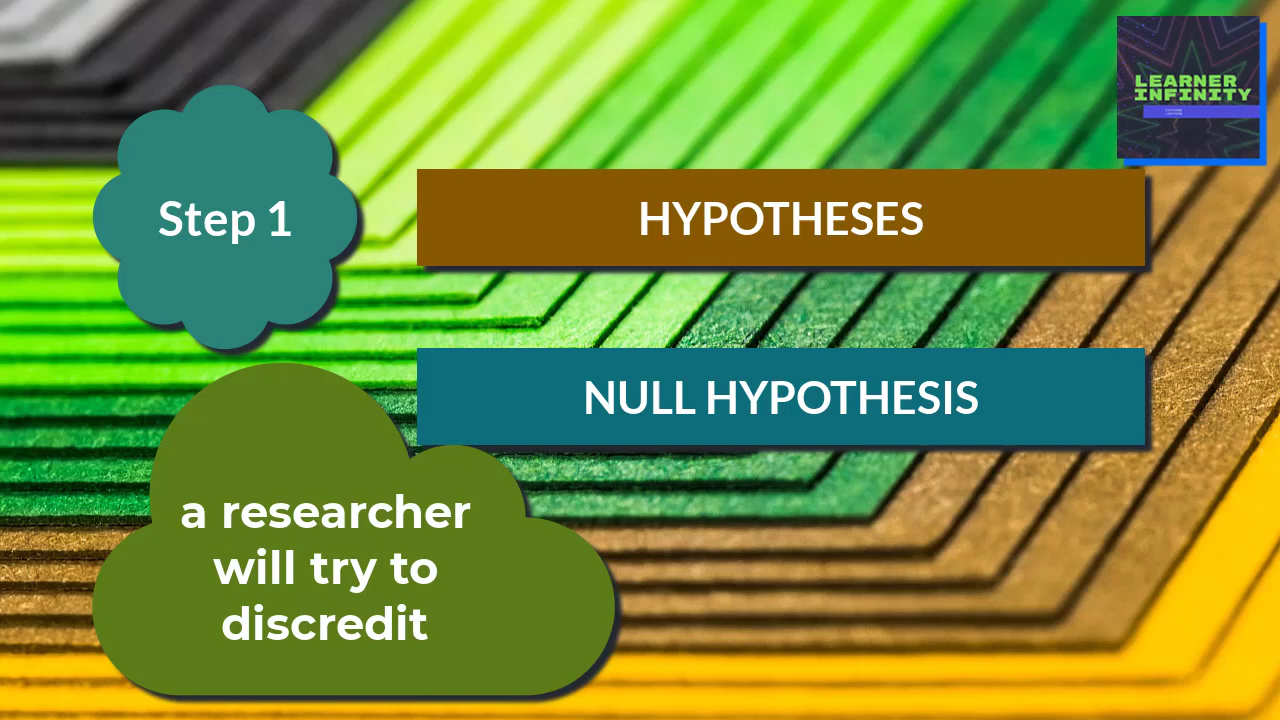 LEARNER
INFINITY
Step 1
HYPOTHESES
NULL HYPOTHESIS
a researcher
will try to
discredit